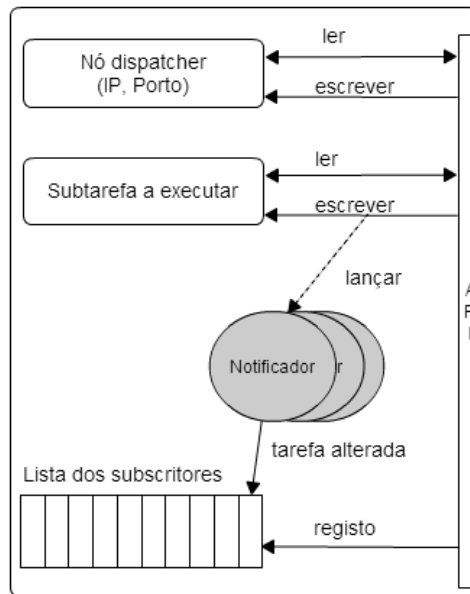 ler
Nó dispatcher
(IP, Porto)
escrever
ler
Subtarefa a executar
escrever
lançar
Notificador
r
tarefa alterada
Lista dos subscritores
registo